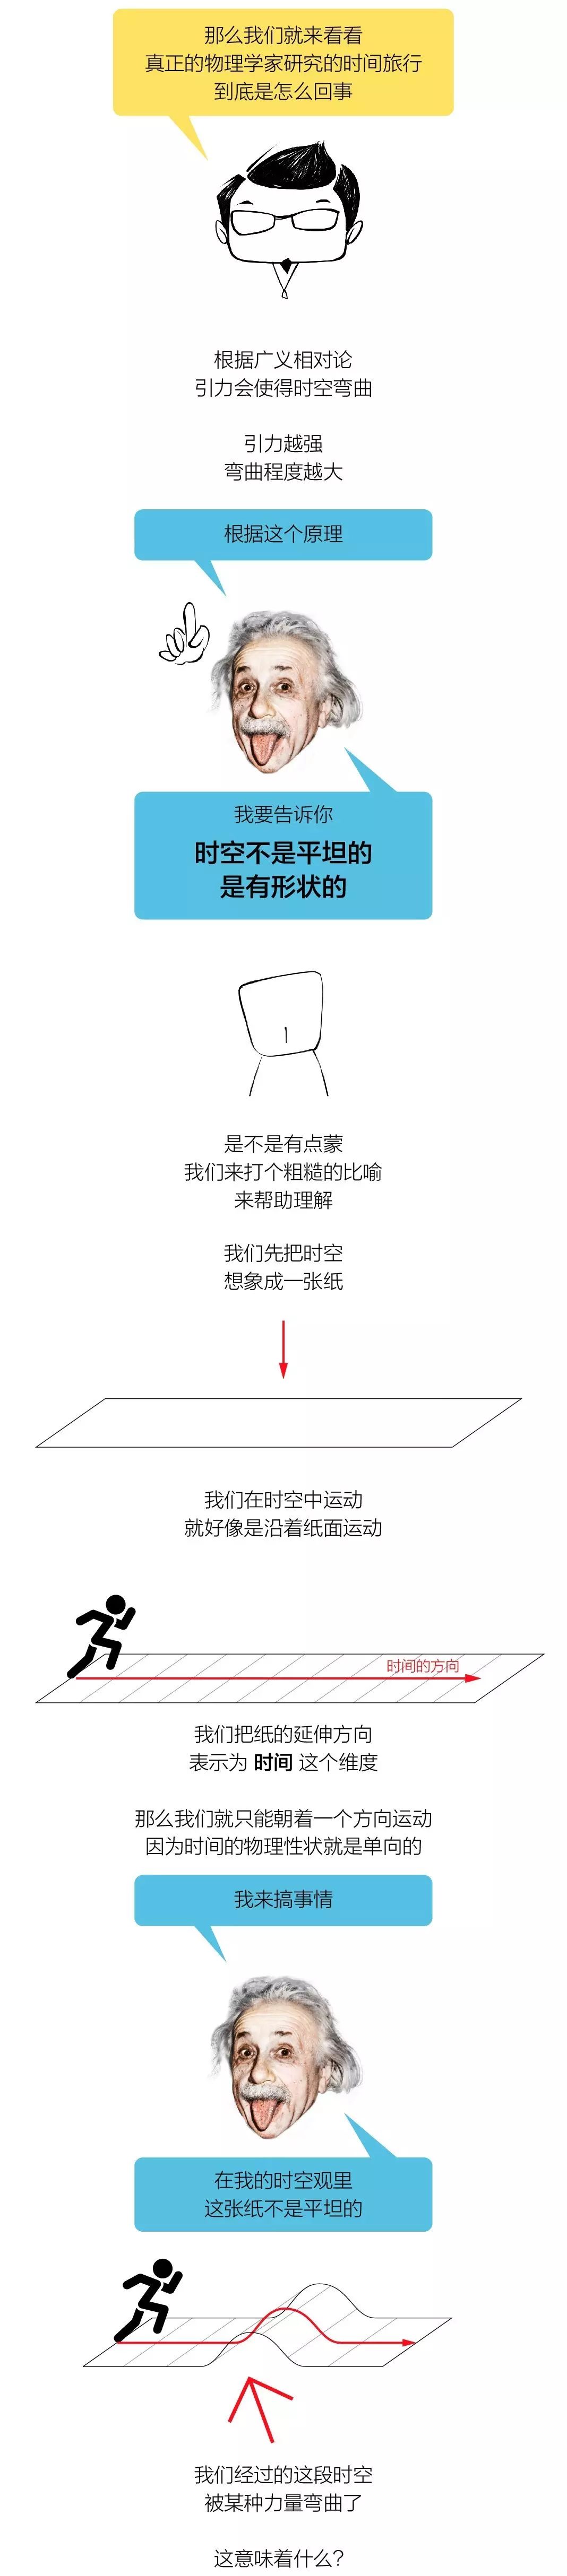 那么我们就来看看
真正的物理学家研究的时间旅行
到底是怎么回事
根据广义相对论
引力会使得时空弯曲
引力越强
弯曲程度越大
根据这个原理
我要告诉你
时空不是平坦的
是有形状的
是不是有点蒙
我们来打个粗糙的比喻
来帮助理解
我们先把时空
想象成一张纸
我们在时空中运动
就好像是沿着纸面运动
时间的方向
我们把纸的延伸方向
表示为 时间 这个维度
那么我们就只能朝着一个方向运动
因为时间的物理性状就是单向的
我来搞事情
在我的时空观里
这张纸不是平坦的
我们经过的这段时空
被某种力量弯曲了
这意味着什么?